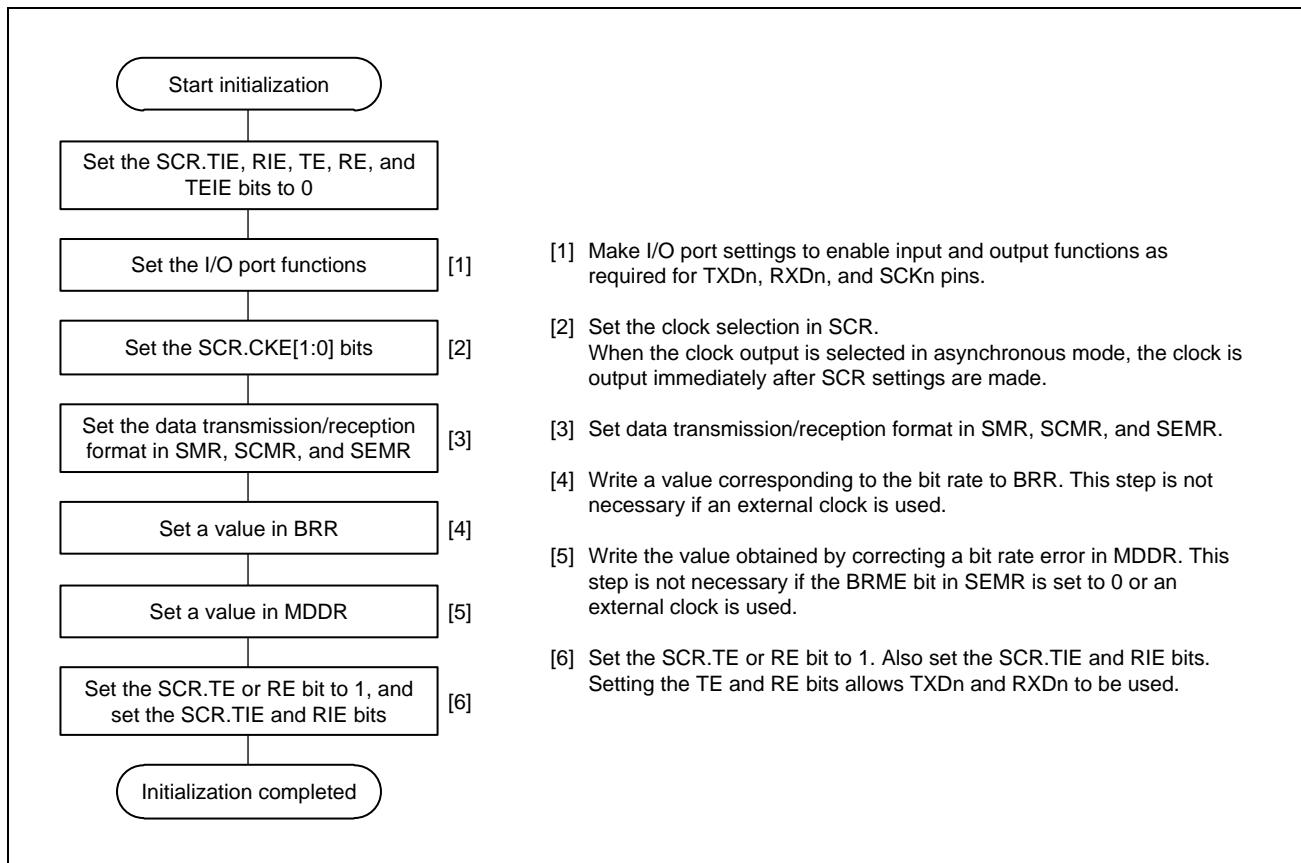 Start initialization
Set the SCR.TIE, RIE, TE, RE, and
TEIE bits to 0
Set the I/O port functions
[1]
Set the SCR.CKE[1:0] bits
[2]
Set the data transmission/reception
format in SMR, SCMR, and SEMR
[3]
Set a value in BRR
[4]
Set a value in MDDR
[5]
Set the SCR.TE or RE bit to 1, and
set the SCR.TIE and RIE bits
[6]
Initialization completed
[1] Make I/O port settings to enable input and output functions as
required for TXDn, RXDn, and SCKn pins.
[2] Set the clock selection in SCR.
When the clock output is selected in asynchronous mode, the clock is
output immediately after SCR settings are made.
[3] Set data transmission/reception format in SMR, SCMR, and SEMR.
[4] Write a value corresponding to the bit rate to BRR. This step is not
necessary if an external clock is used.
[5] Write the value obtained by correcting a bit rate error in MDDR. This
step is not necessary if the BRME bit in SEMR is set to 0 or an
external clock is used.
[6] Set the SCR.TE or RE bit to 1. Also set the SCR.TIE and RIE bits.
Setting the TE and RE bits allows TXDn and RXDn to be used.